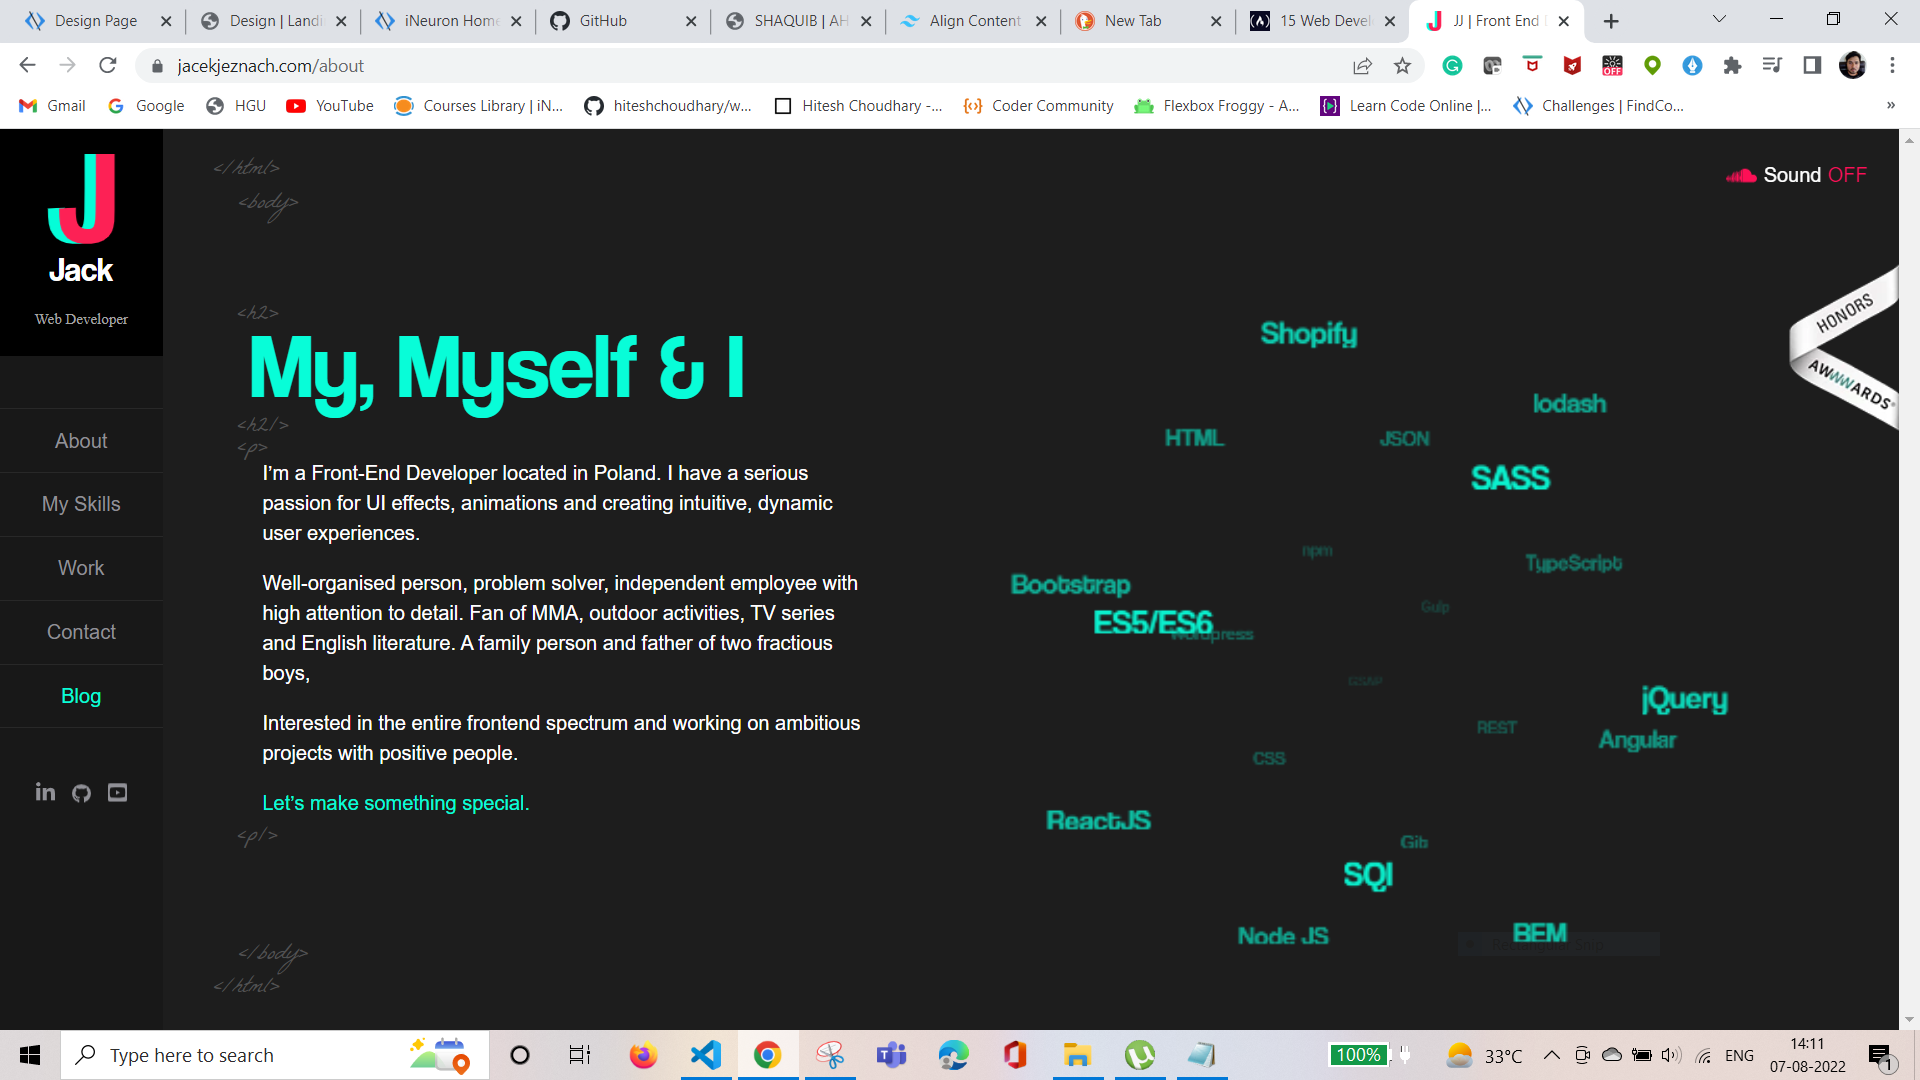 Design Page
Design | Landi
iNeuron Home
GitHub
SHAQUIB | AH
Align Content
New Tab
15 Web Devel
JJ | Front End
jacekjeznach.com/about
OFF
Gmail
Google
HGU
YouTube
Courses Library | iN...
hiteshchoudhary/w...
Hitesh Choudhary -...
Coder Community
Flexbox Froggy - A...
Learn Code Online |...
Challenges | FindCo...
»
J
Jack
Web Developer
About
My Skills
Work
Contact
Blog
</html>
<body>
Sound OFF
HONORS
AWWWARDS
<h2>
My, Myself & I
<h2/>
<p>
I’m a Front-End Developer located in Poland. I have a serious
passion for UI effects, animations and creating intuitive, dynamic
user experiences.
Well-organised person, problem solver, independent employee with
high attention to detail. Fan of MMA, outdoor activities, TV series
and English literature. A family person and father of two fractious
boys,
Interested in the entire frontend spectrum and working on ambitious
projects with positive people.
Let’s make something special.
<p/>
</body>
</html>
Shopify
lodash
HTML
JSON
SASS
npm
TypeScript
Bootstrap
Gulp
ES5/ES6
Wordpress
jQuery
REST
Angular
CSS
ReactJS
Git
SQl
Node JS
BEM
Type here to search
100%
33°C
ENG
14:11
07-08-2022
1